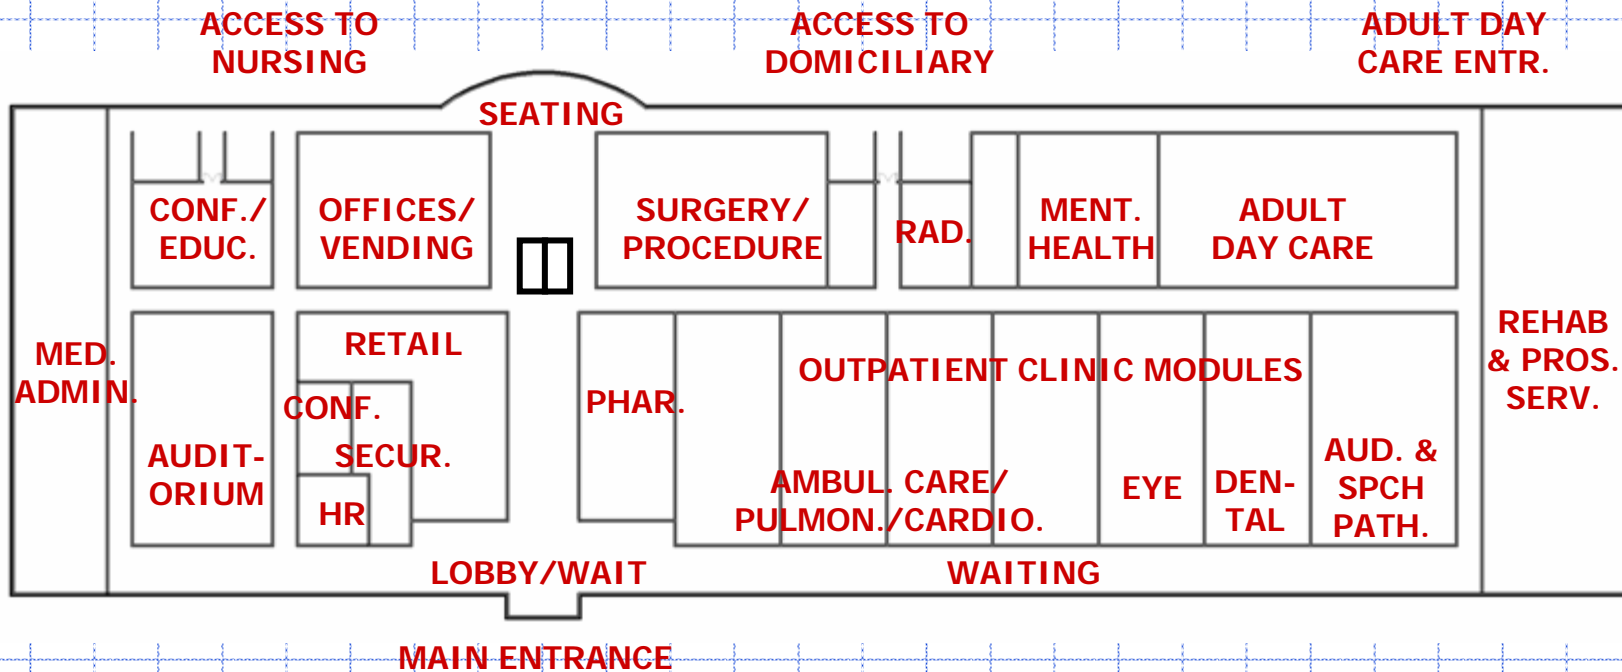 ACCESS TO
NURSING
ACCESS TO
DOMICILIARY
ADULT DAY
CARE ENTR.
SEATING
CONF./
EDUC.
OFFICES/
VENDING
SURGERY/
PROCEDURE
RAD.
MENT.
HEALTH
ADULT
DAY CARE
MED.
ADMIN.
AUDIT-
ORIUM
RETAIL
CONF.
SECUR.
HR
PHAR.
OUTPATIENT CLINIC MODULES
AMBUL. CARE/
PULMON./CARDIO.
EYE
DEN-
TAL
AUD. &
SPCH
PATH.
REHAB
& PROS.
SERV.
LOBBY/WAIT
WAITING
MAIN ENTRANCE